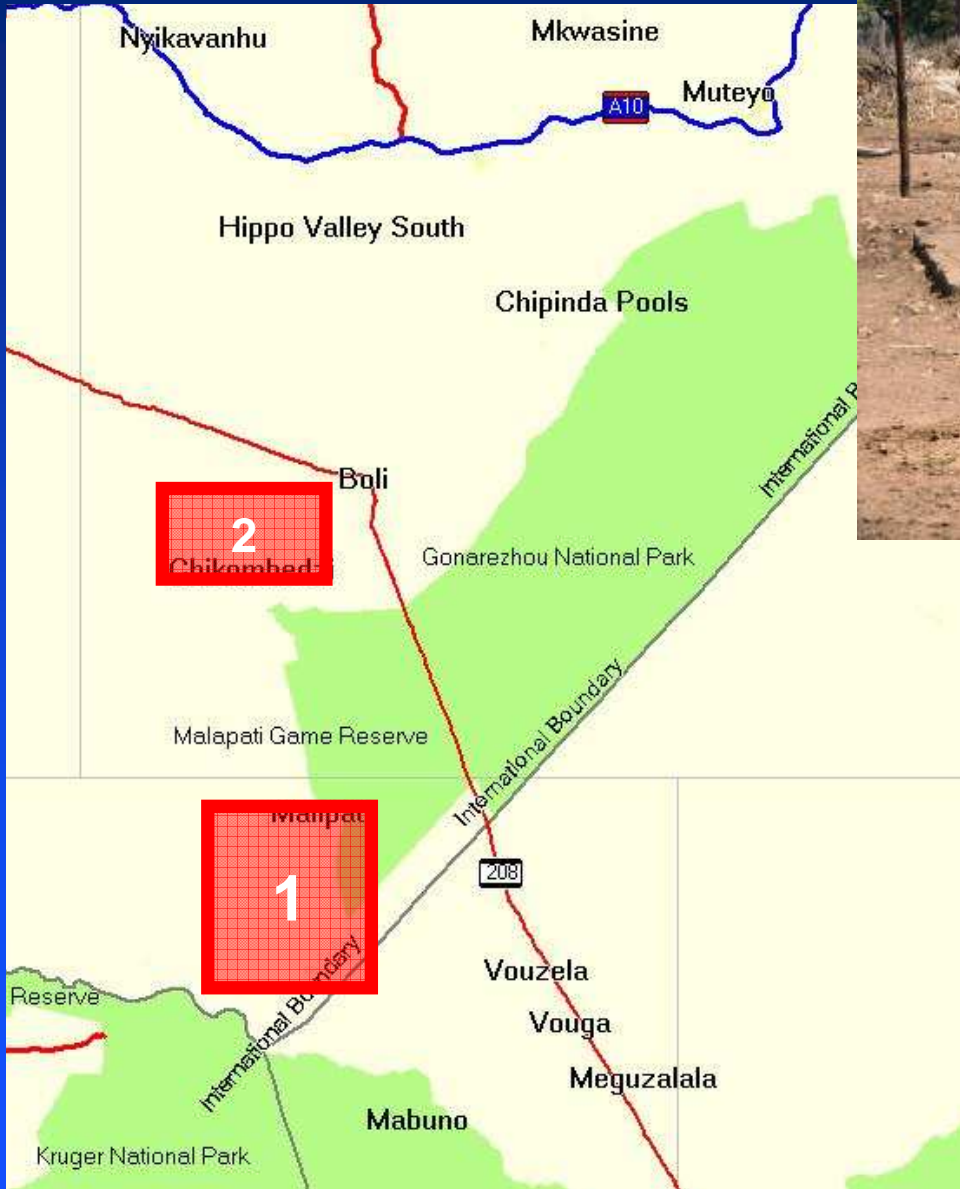 Nyikavanhu
Mkwasine
Muteyo
A10
Hippo Valley South
Chipinda Pools
International
Boli
2
Gonarezhou National Park
International Boundary
Malapati Game Reserve
208
1
Vouzela
Reserve
International Boundary
Vouga
Meguzalala
Mabuno
Kruger National Park